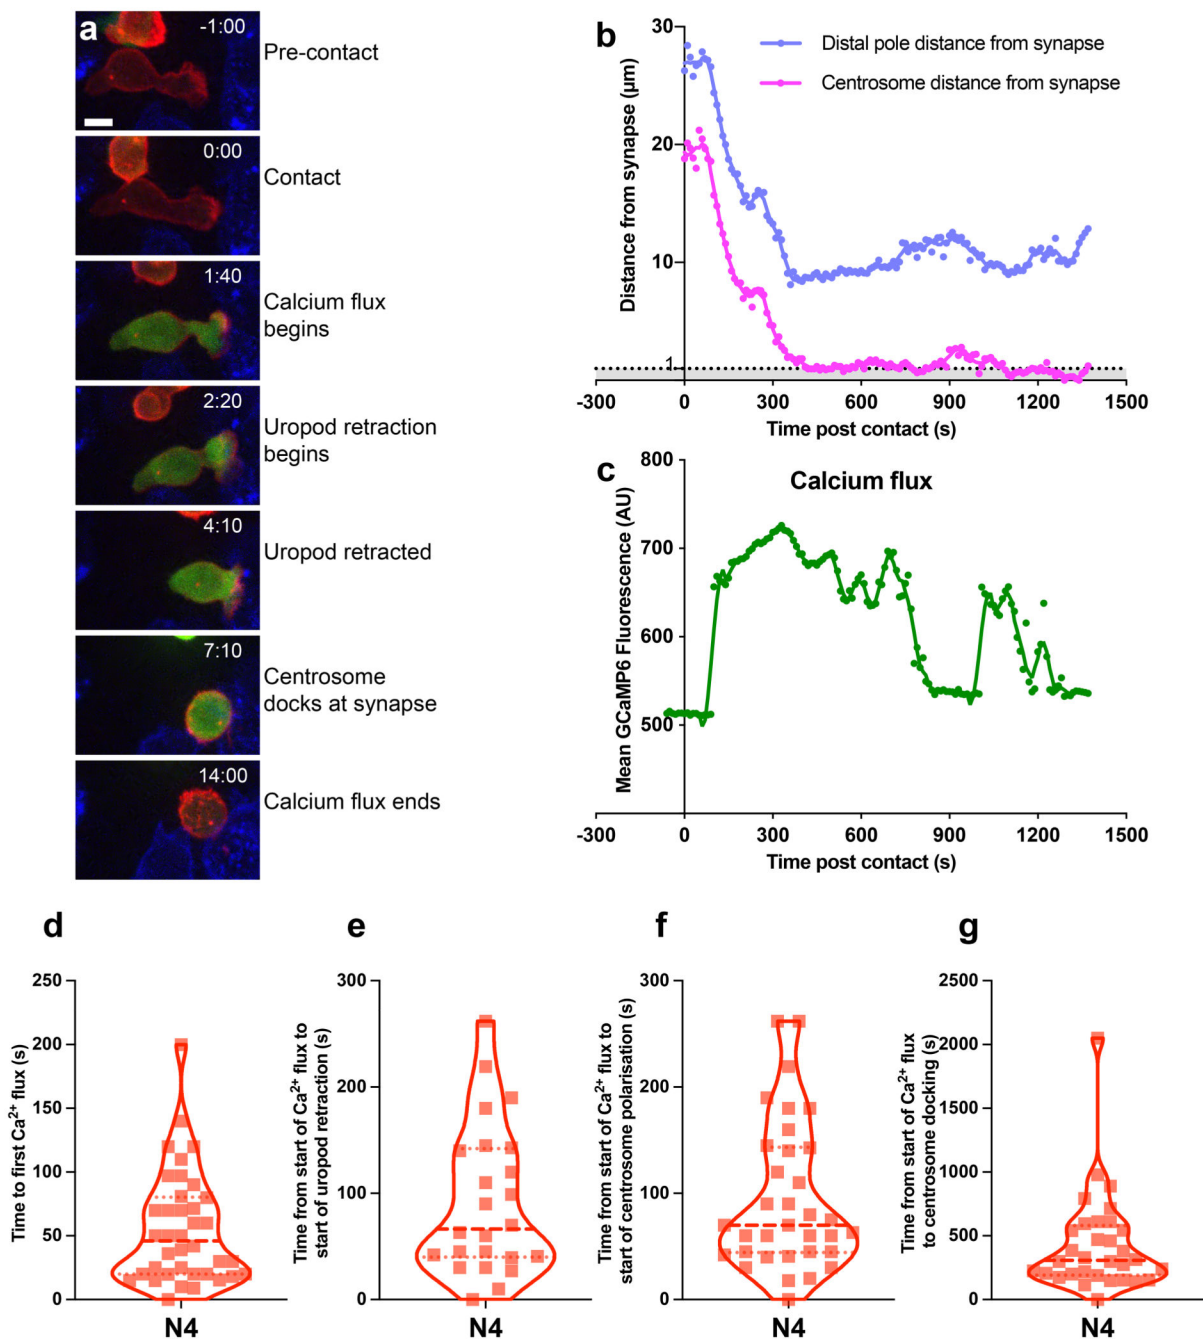 a
-1:00
Pre-contact
0:00
Contact
1:40
Calcium flux
begins
2:20
Uropod retraction
begins
4:10
Uropod retracted
7:10
Centrosome
docks at synapse
14:00
Calcium flux ends
b
Distance from synapse (µm)
30
20
10
1
Distal pole distance from synapse
Centrosome distance from synapse
-300 0 300 600 900 1200 1500
Time post contact (s)
c
Calcium flux
Mean GCaMP6 Fluorescence (AU)
800
700
600
500
-300 0 300 600 900 1200 1500
Time post contact (s)
d
Time to first Ca2+ flux (s)
250
200
150
100
50
0
N4
e
Time from start of Ca2+ flux to
start of uropod retraction (s)
300
200
100
0
N4
f
Time from start of Ca2+ flux to
start of centrosome polarisation (s)
300
200
100
0
N4
g
Time from start of Ca2+ flux
to centrosome docking (s)
2500
2000
1500
1000
500
0
N4